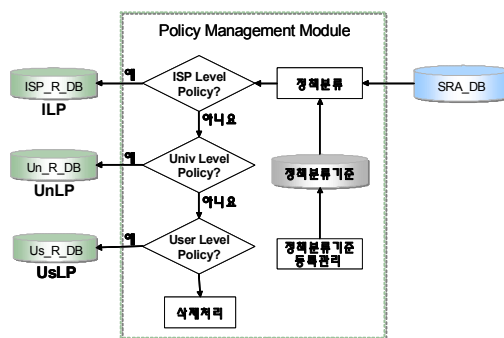 Policy Management Module
ISP_R_DB
ILP
예
ISP Level
Policy?
정책분류
SRA_DB
아니요
Un_R_DB
UnLP
예
Univ Level
Policy?
정책분류기준
아니요
Us_R_DB
UsLP
예
User Level
Policy?
정책분류기준
등록관리
삭제처리